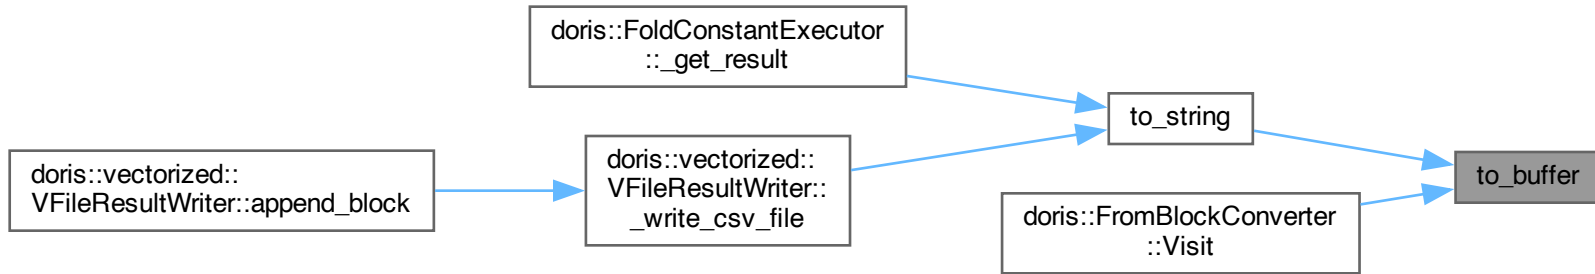 doris::FoldConstantExecutor
::_get_result
to_string
doris::vectorized::
VFileResultWriter::append_block
doris::vectorized::
VFileResultWriter::
_write_csv_file
to_buffer
doris::FromBlockConverter
::Visit